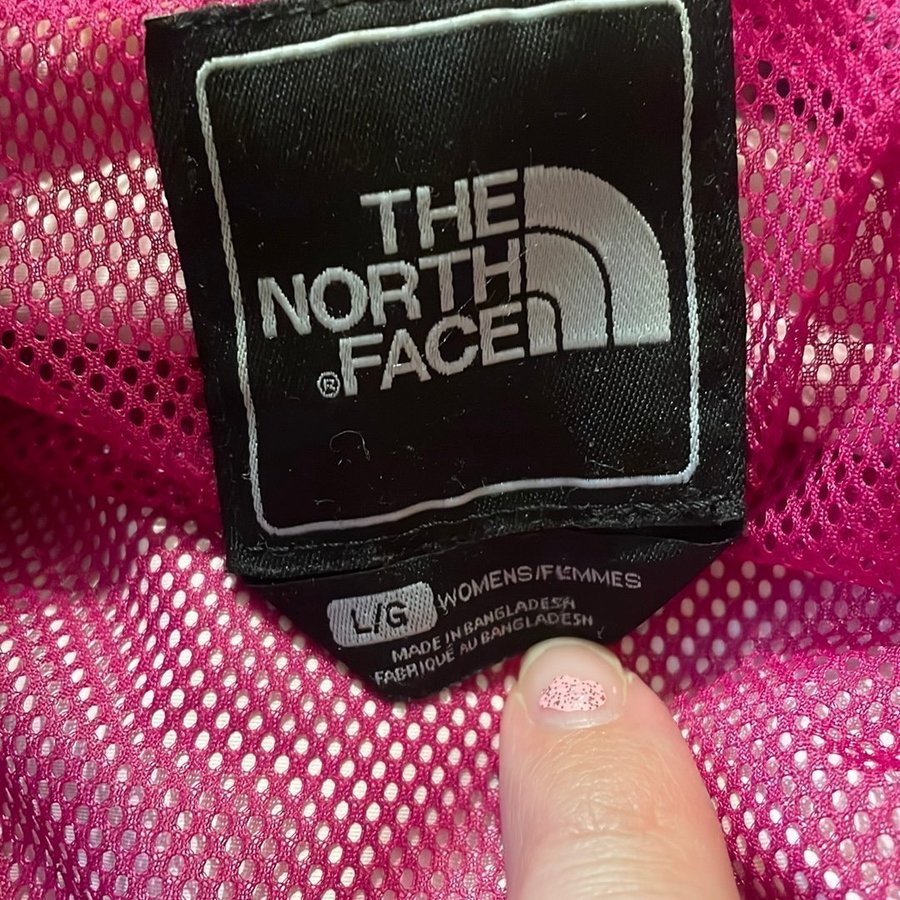 THE
NORTH
FACE
®
L/G WOMENS/FEMMES
MADE IN BANGLADESH
FABRIQUÉ AU BANGLADESH